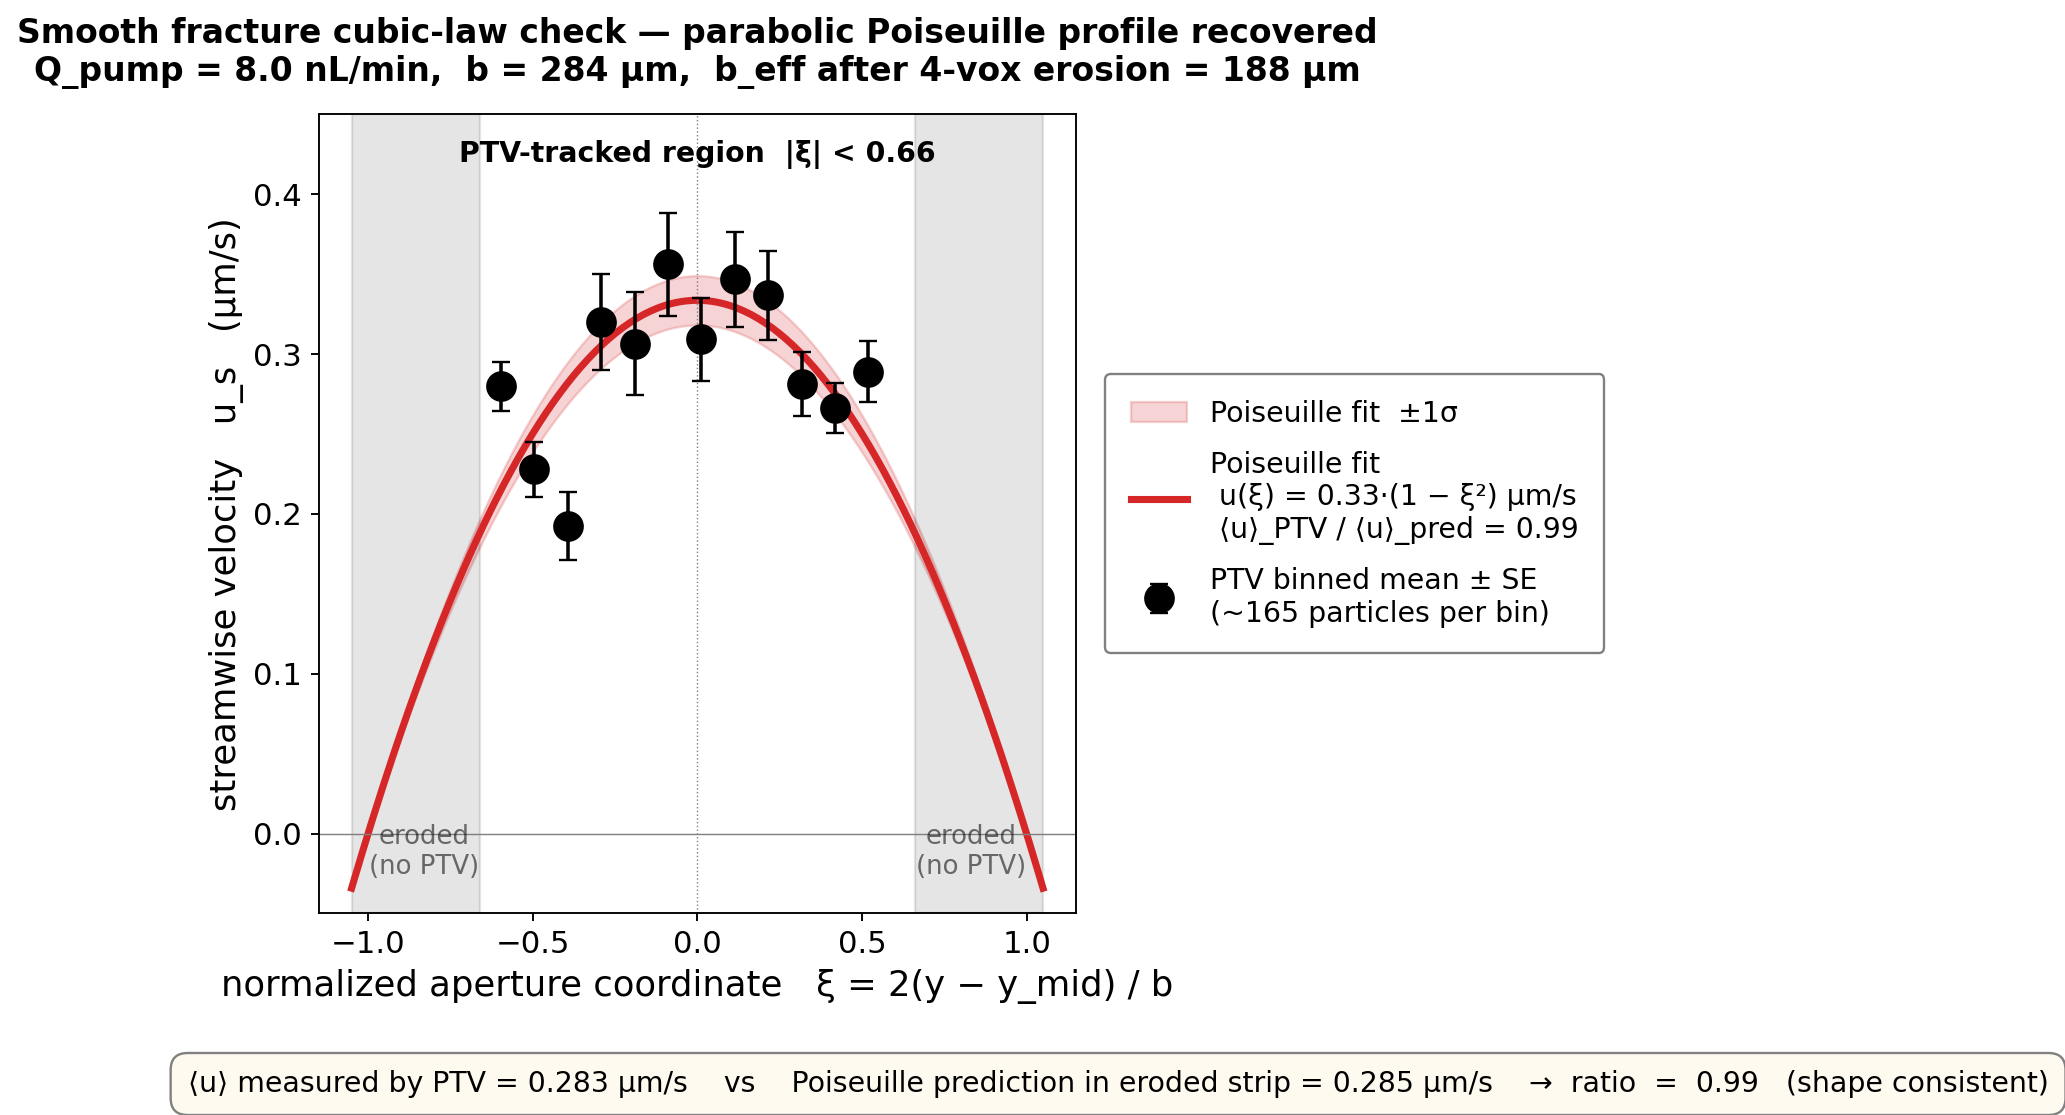 Smooth fracture cubic-law check — parabolic Poiseuille profile recovered
Q_pump = 8.0 nL/min,  b = 284 μm,  b_eff after 4-vox erosion = 188 μm
PTV-tracked region  |ξ| < 0.66
streamwise velocity   u_s   (μm/s)
0.4
0.3
0.2
0.1
0.0
eroded
(no PTV)
eroded
(no PTV)
−1.0
−0.5
0.0
0.5
1.0
normalized aperture coordinate   ξ = 2(y − y_mid) / b
Poiseuille fit  ±1σ
Poiseuille fit
u(ξ) = 0.33·(1 − ξ²) μm/s
⟨u⟩_PTV / ⟨u⟩_pred = 0.99
PTV binned mean ± SE
(~165 particles per bin)
⟨u⟩ measured by PTV = 0.283 μm/s    vs    Poiseuille prediction in eroded strip = 0.285 μm/s    →  ratio  =  0.99   (shape consistent)